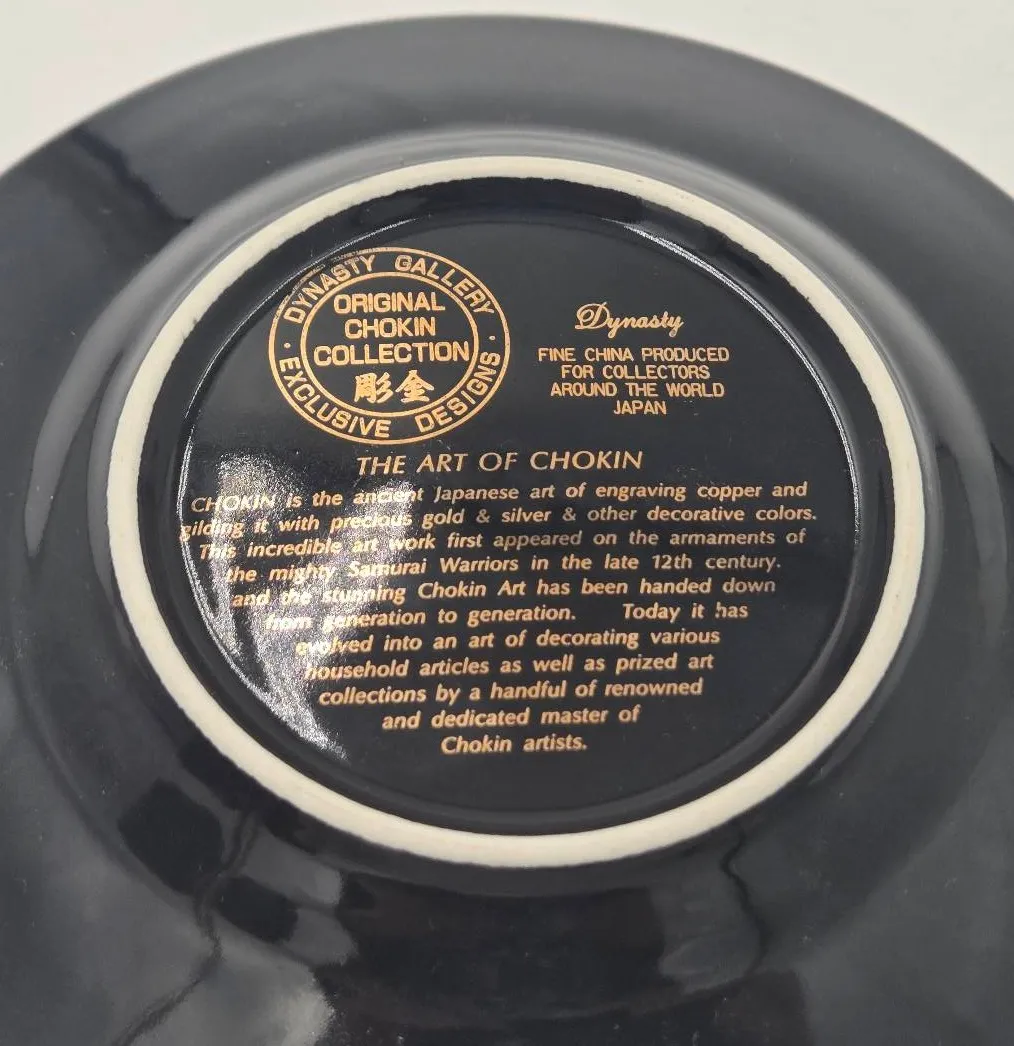 DYNASTY GALLERY
ORIGINAL
CHOKIN
COLLECTION
彫金
· EXCLUSIVE DESIGNS ·
Dynasty
FINE CHINA PRODUCED
FOR COLLECTORS
AROUND THE WORLD
JAPAN
THE ART OF CHOKIN
CHOKIN is the ancient Japanese art of engraving copper and
gilding it with precious gold & silver & other decorative colors.
This incredible art work first appeared on the armaments of
the mighty Samurai Warriors in the late 12th century.
and the stunning Chokin Art has been handed down
from generation to generation. Today it has
evolved into an art of decorating various
household articles as well as prized art
collections by a handful of renowned
and dedicated master of
Chokin artists.